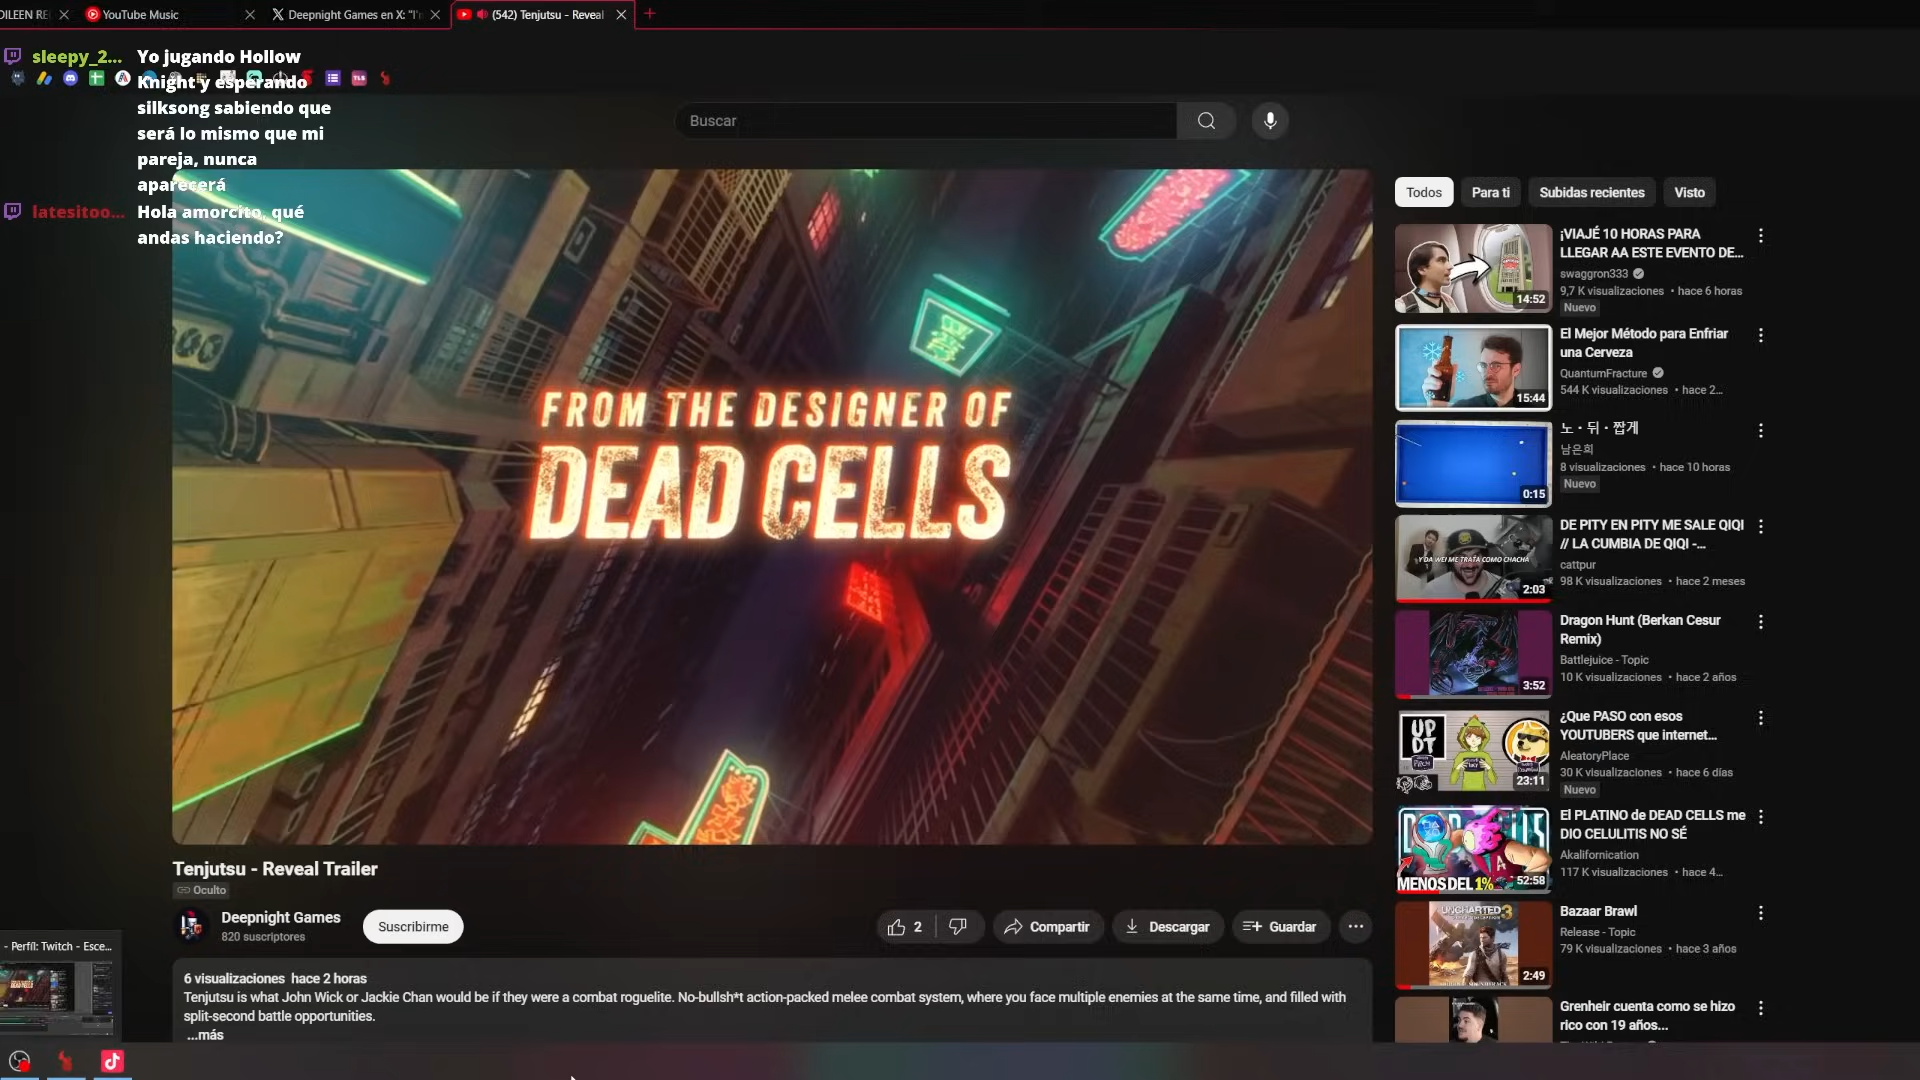 DILEEN RE
YouTube Music
Deepnight Games en X: "I'
(542) Tenjutsu - Reveal
sleepy_2... Yo jugando Hollow
Knight y esperando
silksong sabiendo que
será lo mismo que mi
pareja, nunca
aparecerá
latesitoo... Hola amorcito, qué
andas haciendo?
Buscar
FROM THE DESIGNER OF
DEAD CELLS
Tenjutsu - Reveal Trailer
Oculto
Deepnight Games
820 suscriptores
Suscribirme
2
Compartir
Descargar
Guardar
6 visualizaciones hace 2 horas
Tenjutsu is what John Wick or Jackie Chan would be if they were a combat roguelite. No-bullsh*t action-packed melee combat system, where you face multiple enemies at the same time, and filled with
split-second battle opportunities.
...más
Todos
Para ti
Subidas recientes
Visto
¡VIAJÉ 10 HORAS PARA
LLEGAR AA ESTE EVENTO DE...
swaggron333
9,7 K visualizaciones • hace 6 horas
Nuevo
14:52
El Mejor Método para Enfriar
una Cerveza
QuantumFracture
544 K visualizaciones • hace 2...
15:44
노・뒤・짭게
남은희
8 visualizaciones • hace 10 horas
Nuevo
0:15
DE PITY EN PITY ME SALE QIQI
// LA CUMBIA DE QIQI -...
cattpur
98 K visualizaciones • hace 2 meses
Y DA WEI ME TRATA COMO CHACHA
2:03
Dragon Hunt (Berkan Cesur
Remix)
Battlejuice - Topic
10 K visualizaciones • hace 2 años
3:52
¿Que PASO con esos
YOUTUBERS que internet...
AleatoryPlace
30 K visualizaciones • hace 6 días
Nuevo
UP
DT
23:11
El PLATINO de DEAD CELLS me
DIO CELULITIS NO SÉ
Akalifornication
117 K visualizaciones • hace 4...
MENOS DEL 1%
52:58
Bazaar Brawl
Release - Topic
79 K visualizaciones • hace 3 años
UNCHARTED 3
2:49
Grenheir cuenta como se hizo
rico con 19 años...
- Perfil: Twitch - Esce...